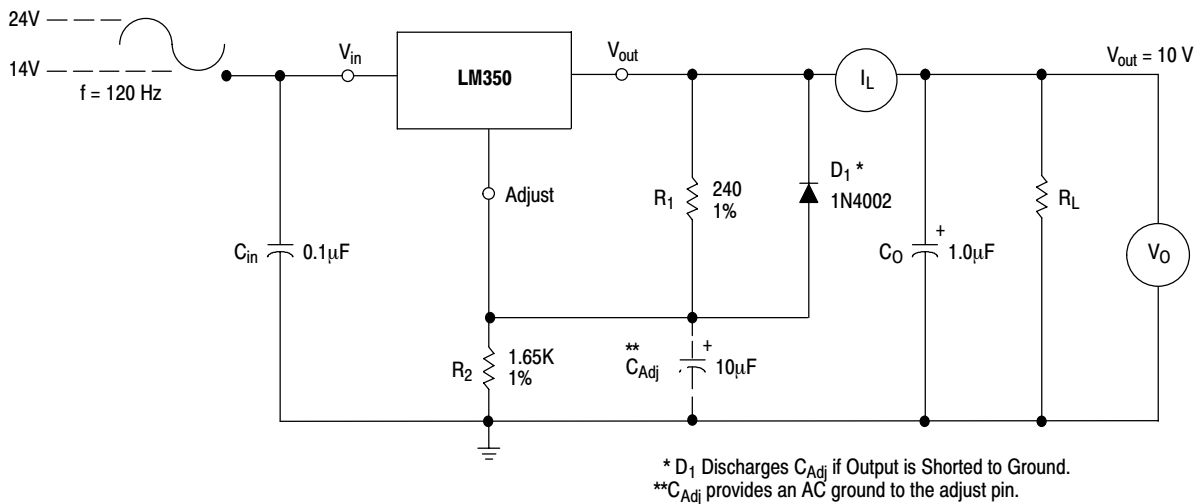 24V
14V
f = 120 Hz
Vin
LM350
Vout
IL
Vout = 10 V
Adjust
R1
240
1%
D1 *
1N4002
RL
Cin
0.1μF
CO
+
1.0μF
VO
R2
1.65K
1%
**
CAdj
+
10μF
* D1 Discharges CAdj if Output is Shorted to Ground.
**CAdj provides an AC ground to the adjust pin.